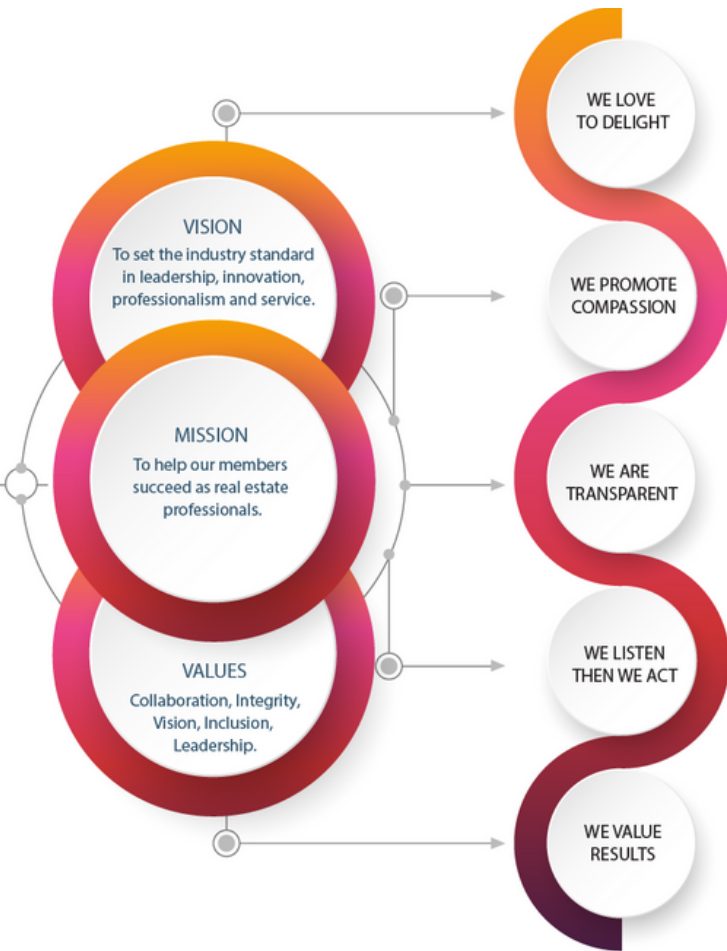 VISION
To set the industry standard
in leadership, innovation,
professionalism and service.
MISSION
To help our members
succeed as real estate
professionals.
VALUES
Collaboration, Integrity,
Vision, Inclusion,
Leadership.
WE LOVE
TO DELIGHT
WE PROMOTE
COMPASSION
WE ARE
TRANSPARENT
WE LISTEN
THEN WE ACT
WE VALUE
RESULTS